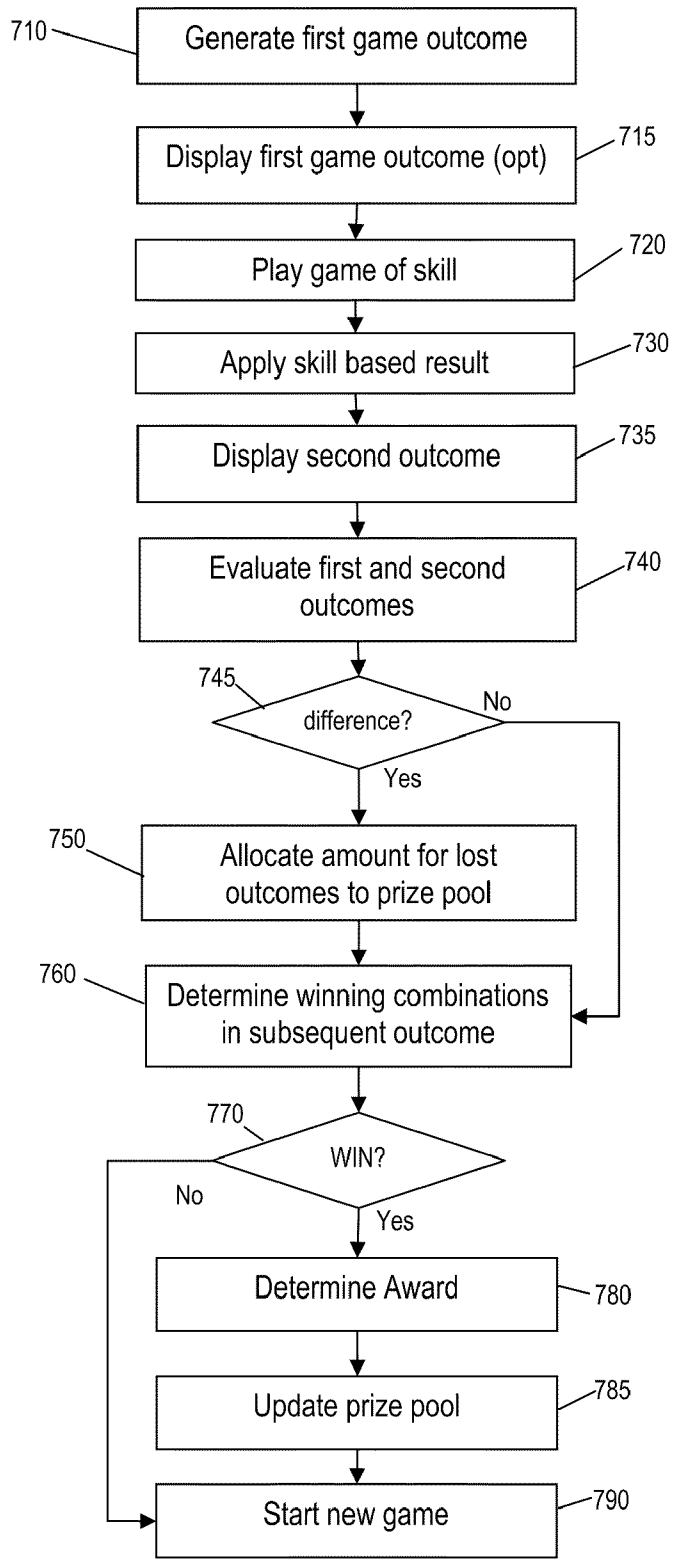 710
Generate first game outcome
Display first game outcome (opt)
715
Play game of skill
720
Apply skill based result
730
Display second outcome
735
Evaluate first and second
outcomes
740
745
difference?
No
Yes
750
Allocate amount for lost
outcomes to prize pool
760
Determine winning combinations
in subsequent outcome
770
WIN?
No
Yes
Determine Award
780
Update prize pool
785
Start new game
790